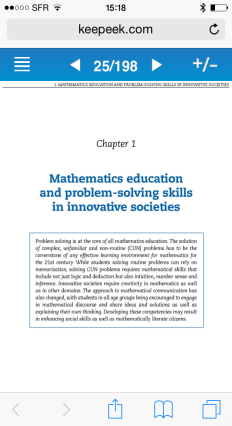 SFR 15:18
keepeek.com
25/198 +/-
1. MATHEMATICS EDUCATION AND PROBLEM-SOLVING SKILLS IN INNOVATIVE SOCIETIES
Chapter 1
Mathematics education
and problem-solving skills
in innovative societies
Problem solving is at the core of all mathematics education. The solution
of complex, unfamiliar and non-routine (CUN) problems has to be the
cornerstone of any effective learning environment for mathematics for
the 21st century. While students solving routine problems can rely on
memorisation, solving CUN problems requires mathematical skills that
include not just logic and deduction but also intuition, number sense and
inference. Innovative societies require creativity in mathematics as well
as in other domains. The approach to mathematical communication has
also changed, with students in all age groups being encouraged to engage
in mathematical discourse and share ideas and solutions as well as
explaining their own thinking. Developing these competencies may result
in enhancing social skills as well as mathematically literate citizens.